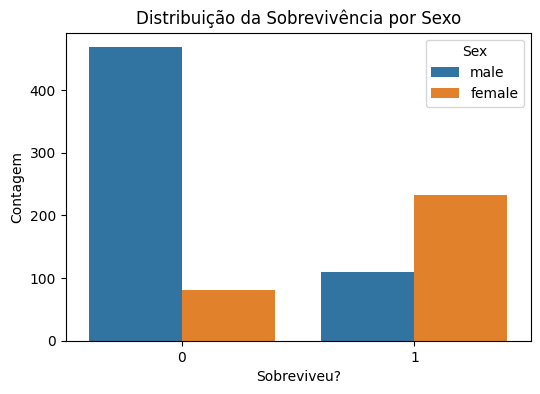 Distribuição da Sobrevivência por Sexo
Sex
male
female
Contagem
400
300
200
100
0
0
1
Sobreviveu?